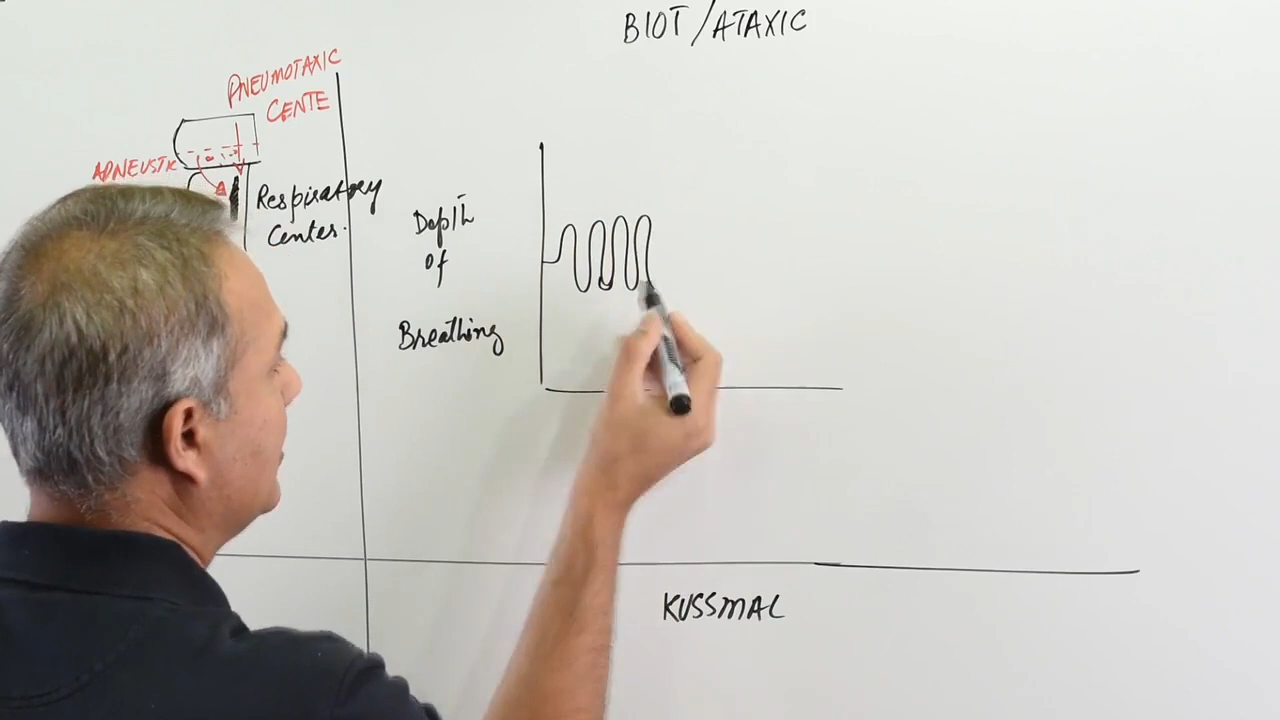 BIOT/ATAXIC
PNEUMOTAXIC
CENTE
APNEUSTIC
Respiratory
Center.
Depth
of
Breathing
KUSSMAL